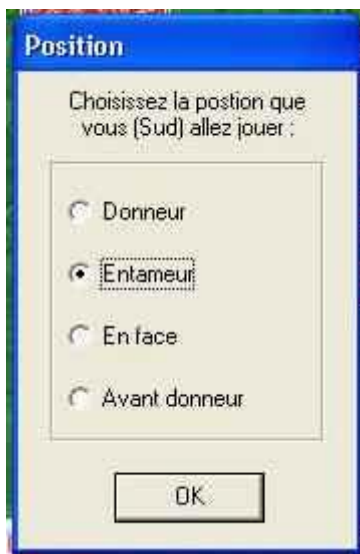 Position
Choisissez la postion que
vous (Sud) allez jouer :
Donneur
Entameur
En face
Avant donneur
OK